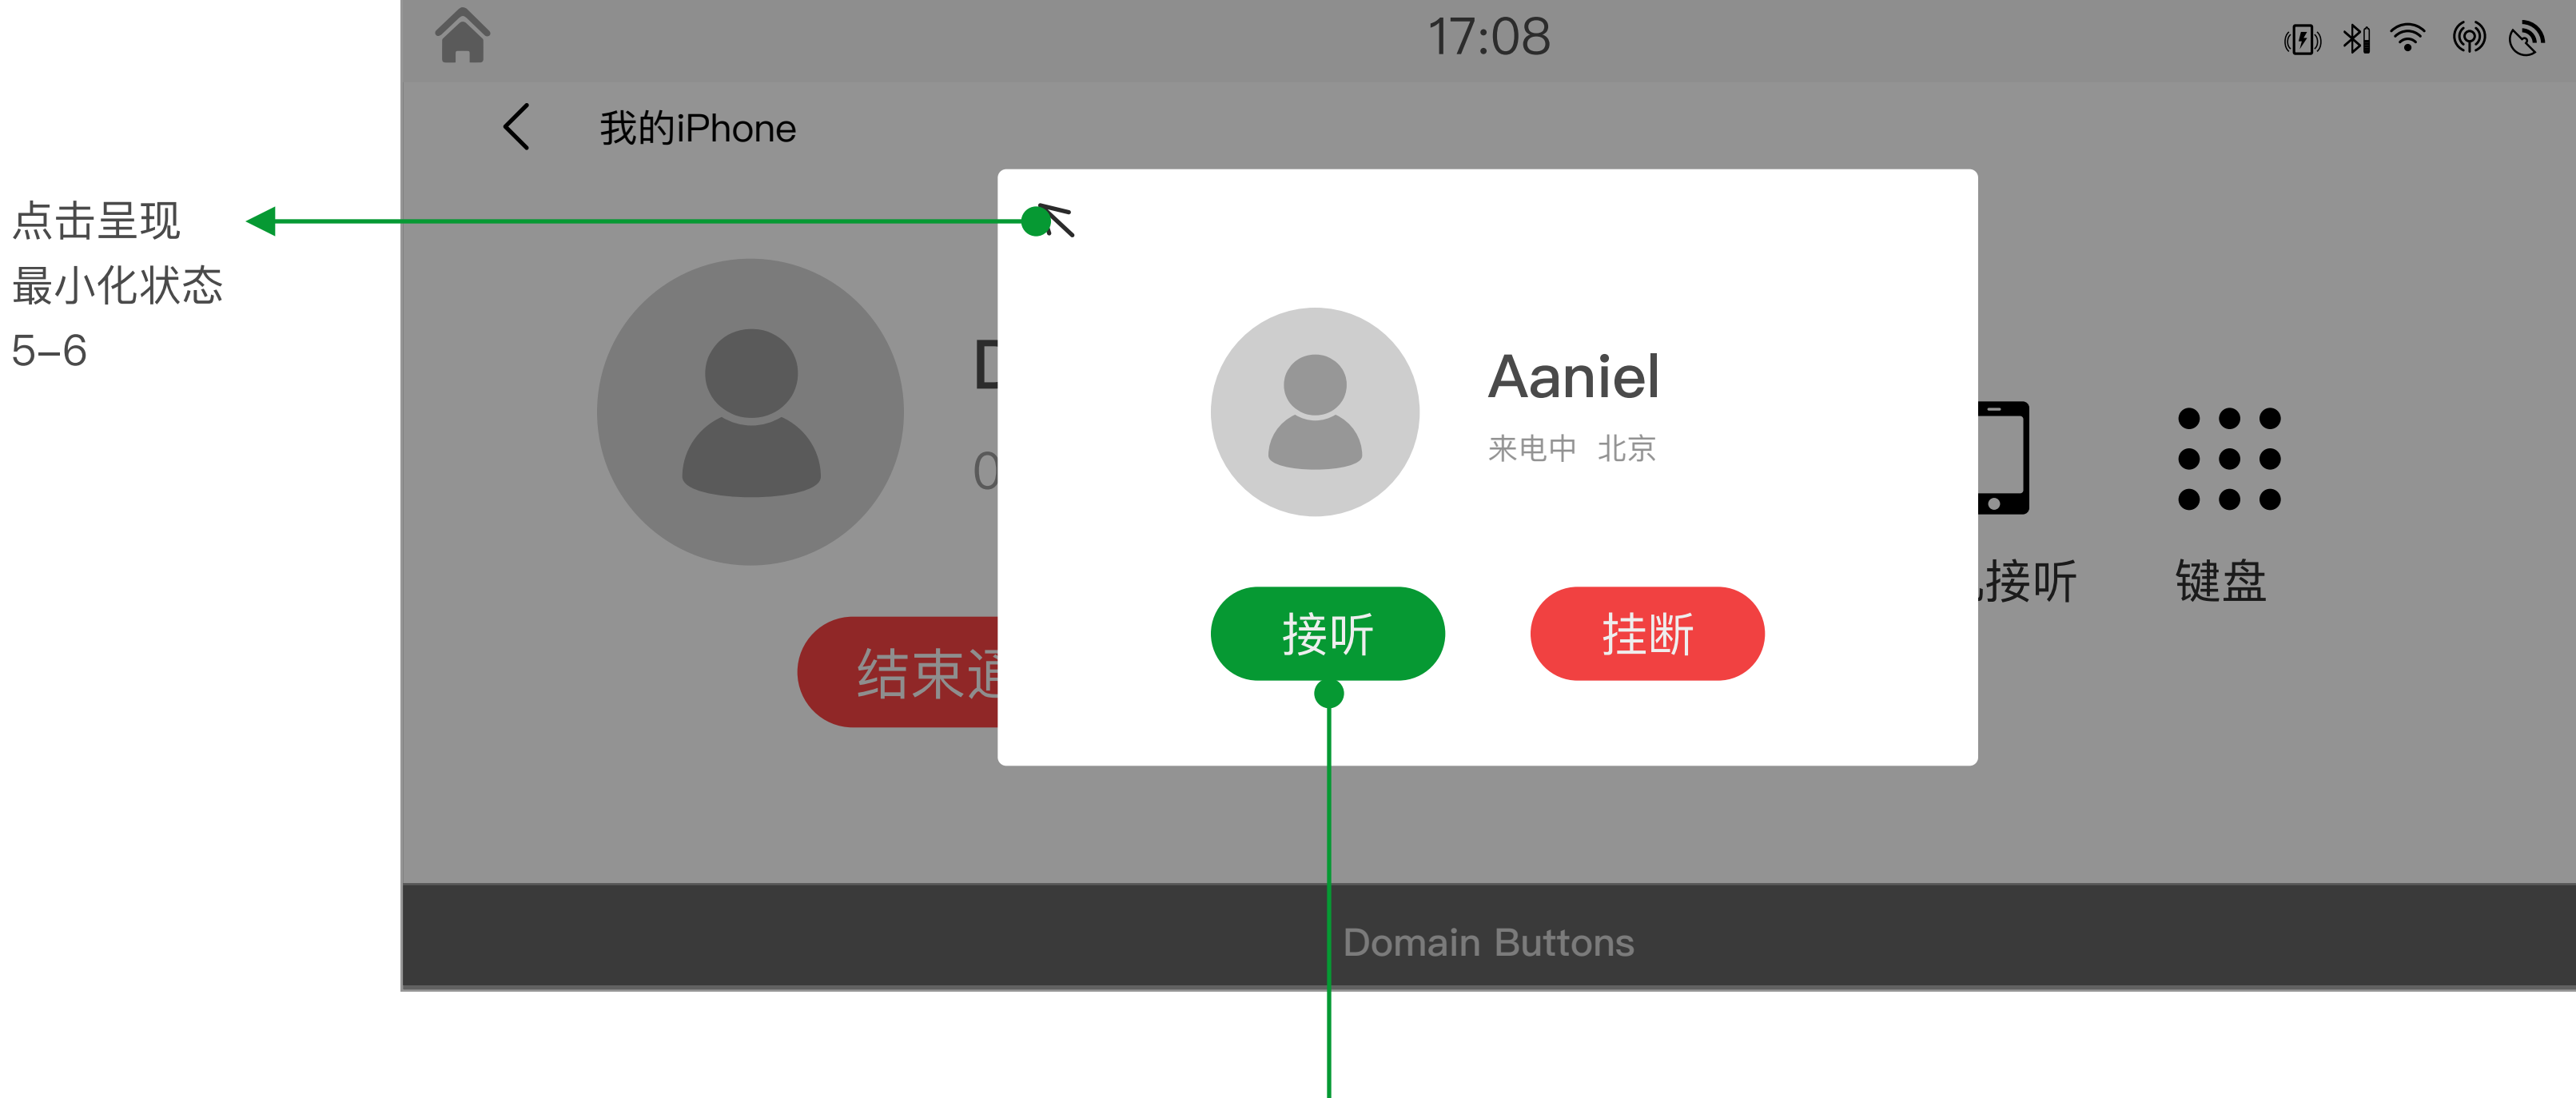 17:08
我的iPhone
点击呈现
最小化状态
5–6
Aaniel
来电中 北京
接听
键盘
接听
挂断
结束
Domain Buttons